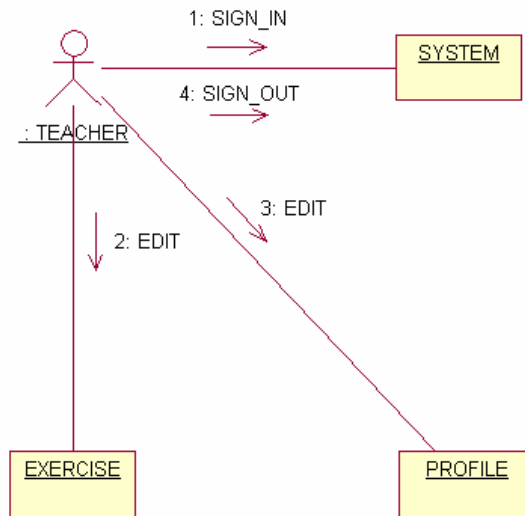 1: SIGN_IN
SYSTEM
4: SIGN_OUT
: TEACHER
3: EDIT
2: EDIT
EXERCISE
PROFILE